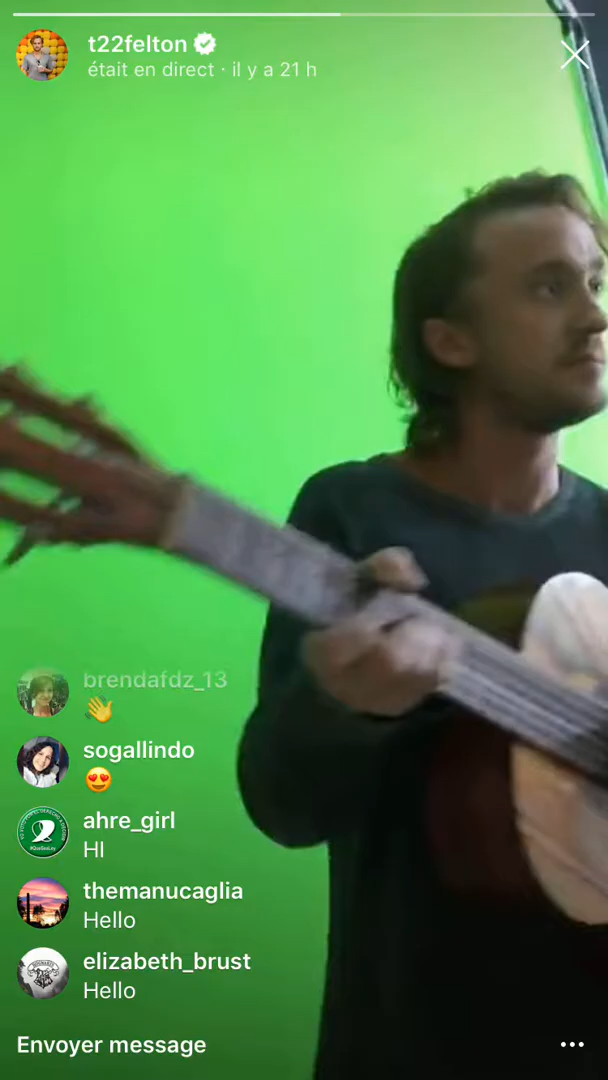 t22felton
était en direct · il y a 21 h
brendafdz_13
👋
sogallindo
😍
ahre_girl
HI
themanucaglia
Hello
elizabeth_brust
Hello
Envoyer message